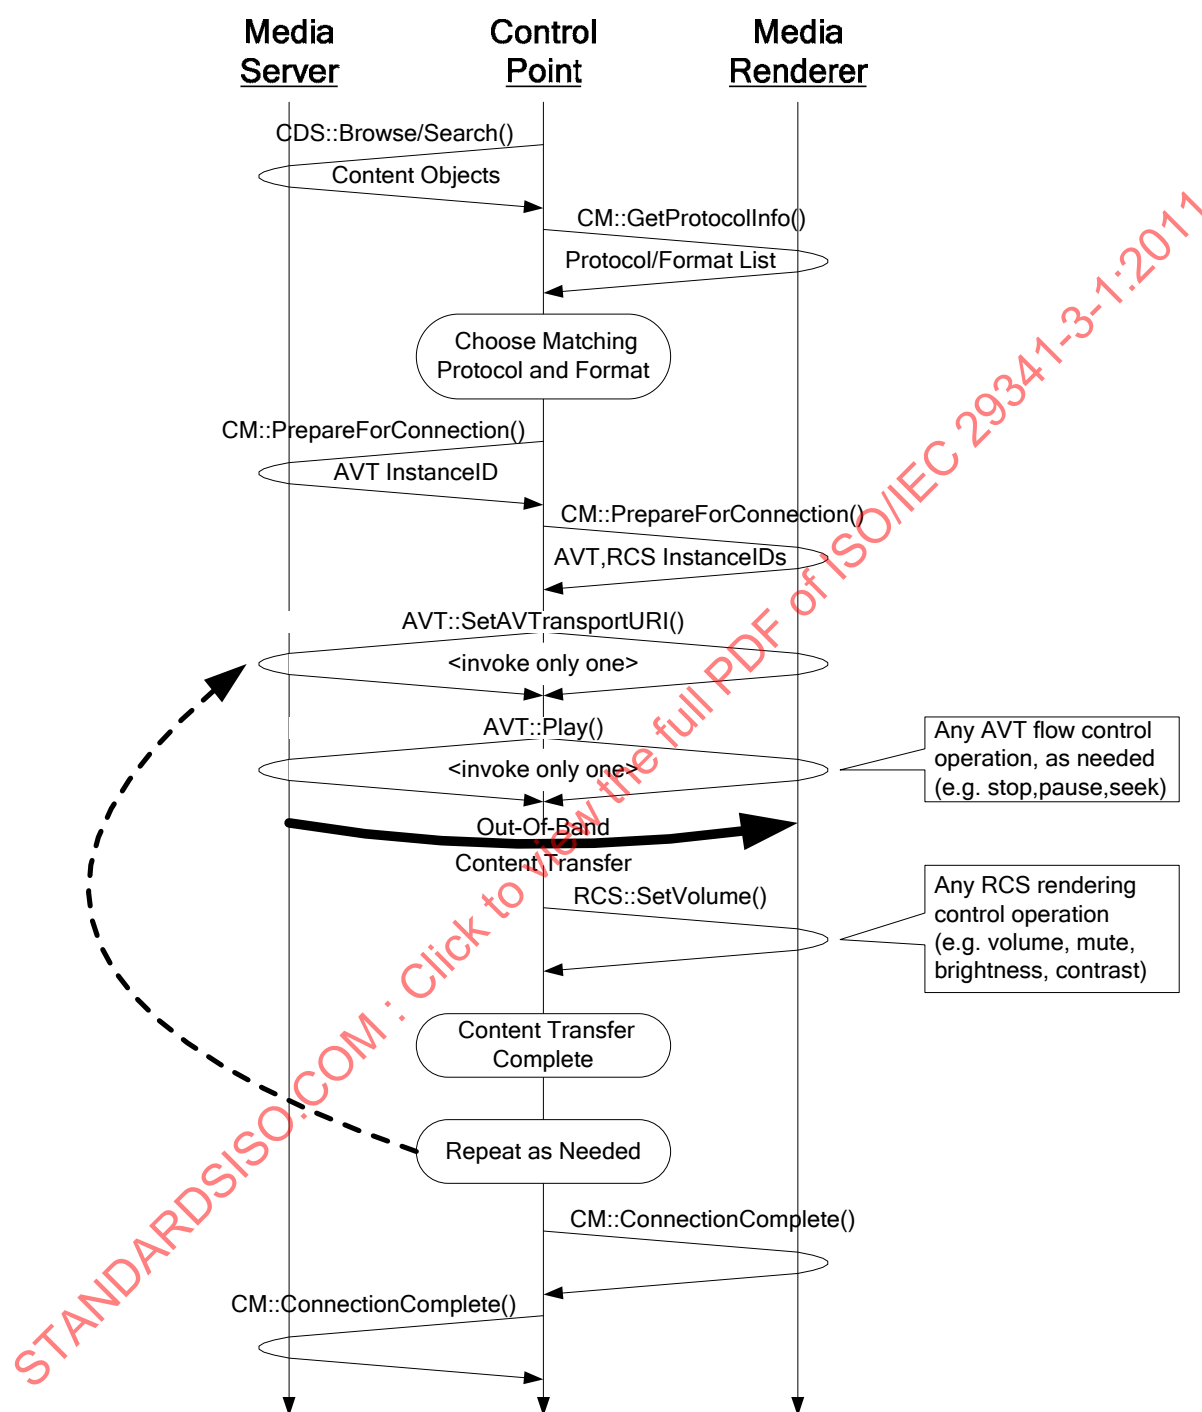 Media Server
Control Point
Media Renderer
CDS::Browse/Search()
Content Objects
CM::GetProtocolInfo()
Protocol/Format List
Choose Matching
Protocol and Format
CM::PrepareForConnection()
AVT InstanceID
CM::PrepareForConnection()
AVT,RCS InstanceIDs
AVT::SetAVTransportURI()
<invoke only one>
AVT::Play()
<invoke only one>
Any AVT flow control
operation, as needed
(e.g. stop,pause,seek)
Out-Of-Band
Content Transfer
RCS::SetVolume()
Any RCS rendering
control operation
(e.g. volume, mute,
brightness, contrast)
Content Transfer
Complete
Repeat as Needed
CM::ConnectionComplete()
CM::ConnectionComplete()
STANDARDSISO.COM : Click to view the full PDF of ISO/IEC 29341-3-1:2011